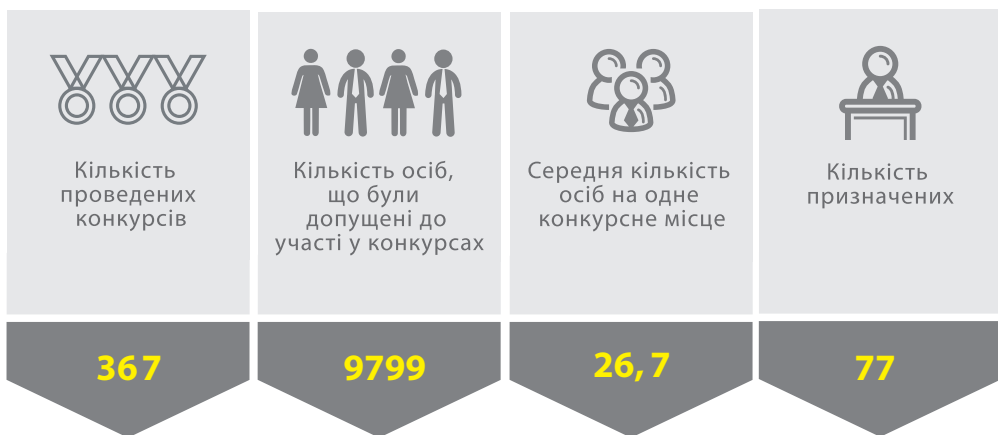 Кількість
проведених
конкурсів
367
Кількість осіб,
що були
допущені до
участі у конкурсах
9799
Середня кількість
осіб на одне
конкурсне місце
26,7
Кількість
призначених
77